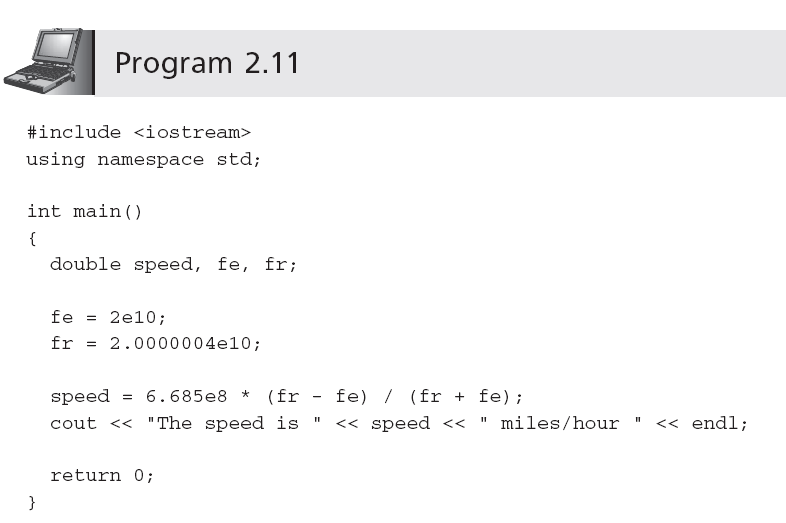 Program 2.11
#include <iostream>
using namespace std;
int main()
{
double speed, fe, fr;
fe = 2e10;
fr = 2.0000004e10;
speed = 6.685e8 * (fr - fe) / (fr + fe);
cout << "The speed is " << speed << " miles/hour " << endl;
return 0;
}